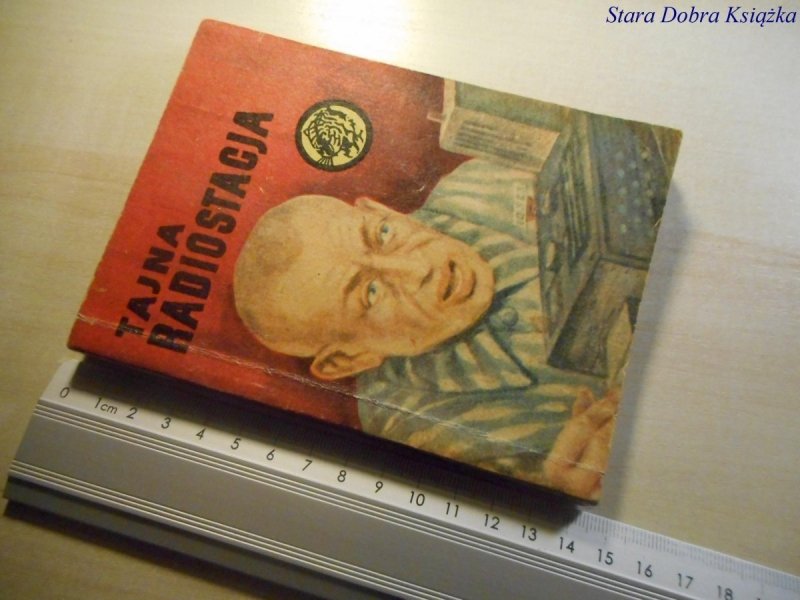 Stara Dobra Książka
TAJNA
RADIOSTACJA
0 1cm 2 3 4 5 6 7 8 9 10 11 12 13 14 15 16 17 18